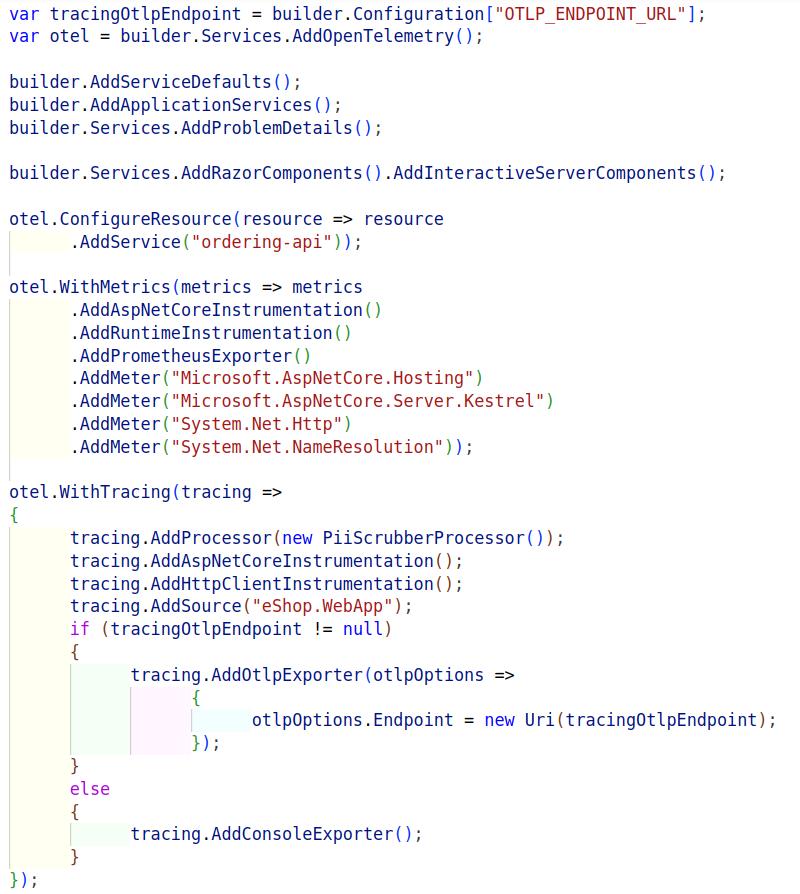 var tracingOtlpEndpoint = builder.Configuration["OTLP_ENDPOINT_URL"];
var otel = builder.Services.AddOpenTelemetry();

builder.AddServiceDefaults();
builder.AddApplicationServices();
builder.Services.AddProblemDetails();

builder.Services.AddRazorComponents().AddInteractiveServerComponents();

otel.ConfigureResource(resource => resource
      .AddService("ordering-api"));

otel.WithMetrics(metrics => metrics
      .AddAspNetCoreInstrumentation()
      .AddRuntimeInstrumentation()
      .AddPrometheusExporter()
      .AddMeter("Microsoft.AspNetCore.Hosting")
      .AddMeter("Microsoft.AspNetCore.Server.Kestrel")
      .AddMeter("System.Net.Http")
      .AddMeter("System.Net.NameResolution"));

otel.WithTracing(tracing =>
{
      tracing.AddProcessor(new PiiScrubberProcessor());
      tracing.AddAspNetCoreInstrumentation();
      tracing.AddHttpClientInstrumentation();
      tracing.AddSource("eShop.WebApp");
      if (tracingOtlpEndpoint != null)
      {
            tracing.AddOtlpExporter(otlpOptions =>
                  {
                        otlpOptions.Endpoint = new Uri(tracingOtlpEndpoint);
                  });
      }
      else
      {
            tracing.AddConsoleExporter();
      }
});